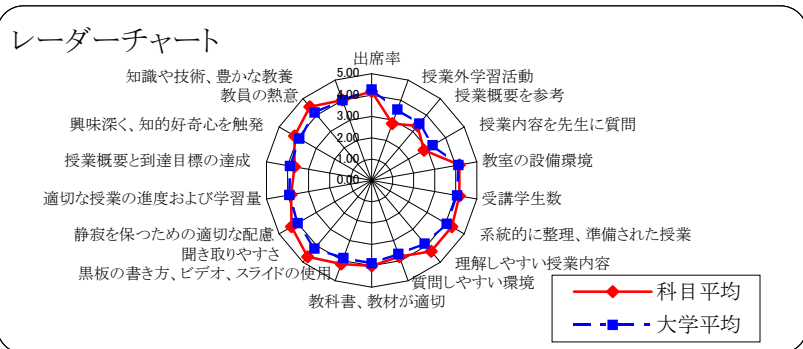 レーダーチャート
出席率
授業外学習活動
授業概要を参考
授業内容を先生に質問
教室の設備環境
受講学生数
系統的に整理、準備された授業
理解しやすい授業内容
質問しやすい環境
教科書、教材が適切
黒板の書き方、ビデオ、スライドの使用
聞き取りやすさ
静寂を保つための適切な配慮
適切な授業の進度および学習量
授業概要と到達目標の達成
興味深く、知的好奇心を触発
教員の熱意
知識や技術、豊かな教養
5.00
4.00
3.00
2.00
1.00
0.00
科目平均
大学平均